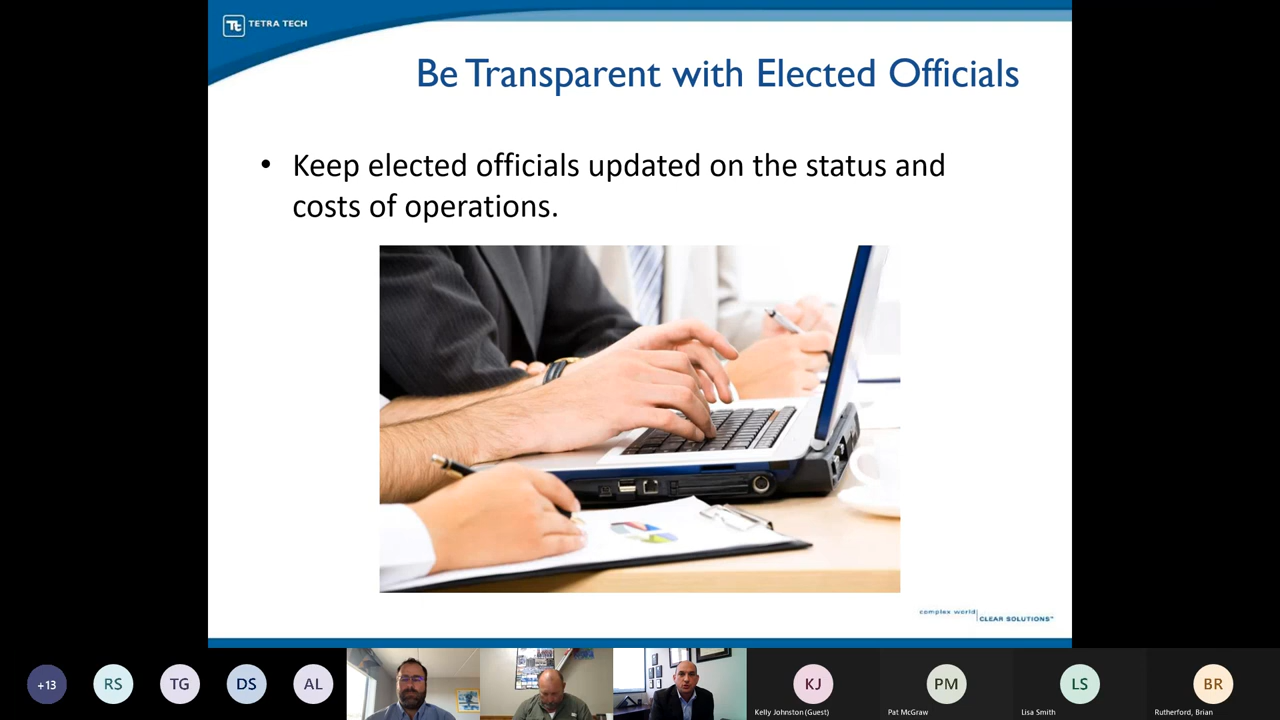 Tt TETRA TECH
Be Transparent with Elected Officials
• Keep elected officials updated on the status and
costs of operations.
complex world
CLEAR SOLUTIONS™
+13
RS
TG
DS
AL
KJ
PM
LS
BR
Kelly Johnston (Guest)
Pat McGraw
Lisa Smith
Rutherford, Brian